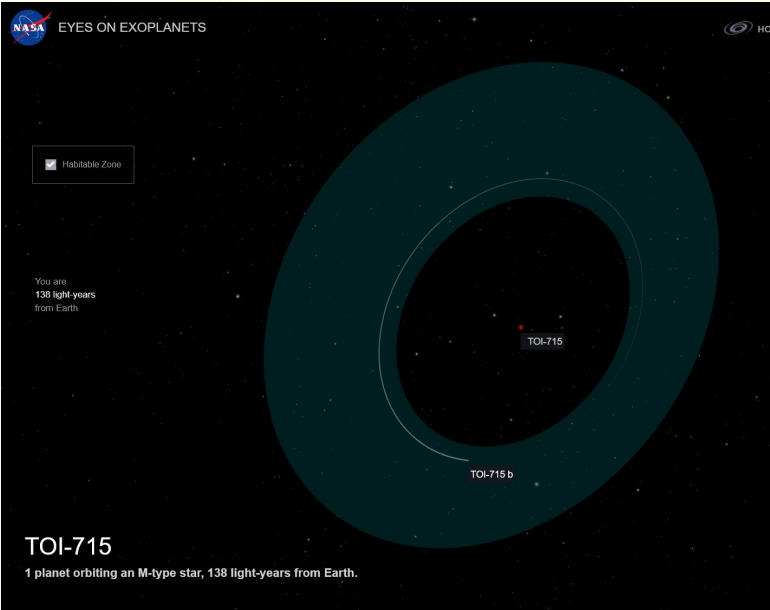 NASA
EYES ON EXOPLANETS
HO
Habitable Zone
You are
138 light-years
from Earth
TOI-715
TOI-715 b
TOI-715
1 planet orbiting an M-type star, 138 light-years from Earth.